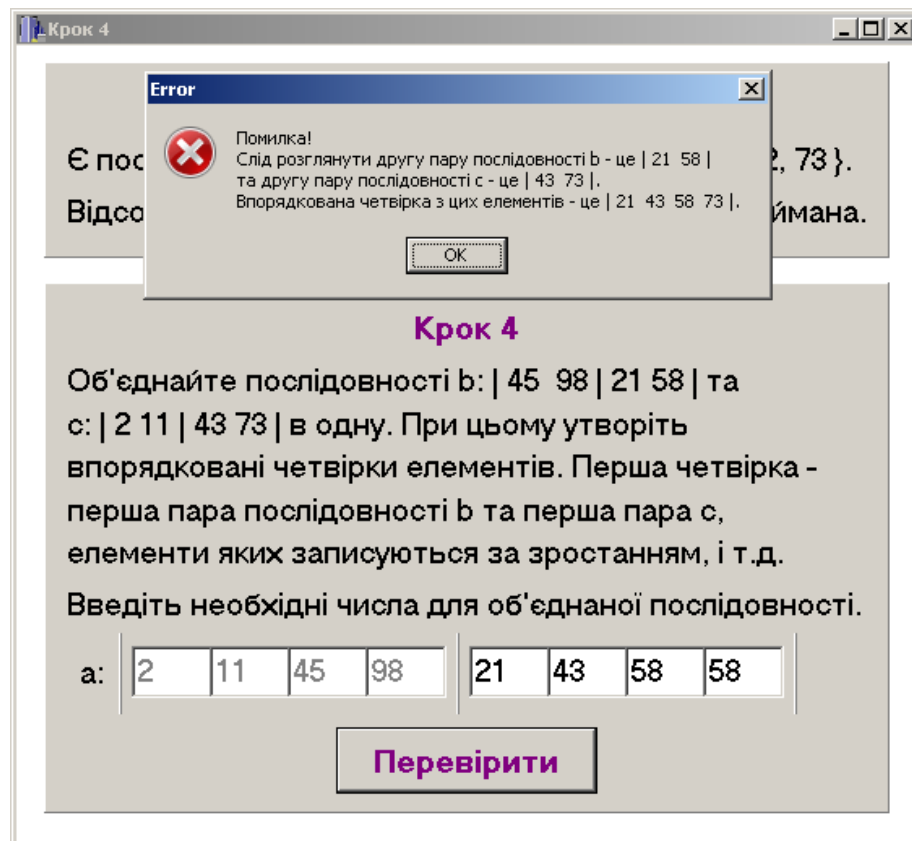 Крок 4
Error
Помилка!
Слід розглянути другу пару послідовності b - це | 21 58 |
та другу пару послідовності c - це | 43 73 |.
Впорядкована четвірка з цих елементів - це | 21 43 58 73 |.
OK
Є 73 }.
Крок 4
Об'єднайте послідовності b: | 45 98 | 21 58 | та
c: | 2 11 | 43 73 | в одну. При цьому утворіть
впорядковані четвірки елементів. Перша четвірка -
перша пара послідовності b та перша пара c,
елементи яких записуються за зростанням, і т.д.
Введіть необхідні числа для об'єднаної послідовності.
a: 2 11 45 98 21 43 58 58
Перевірити